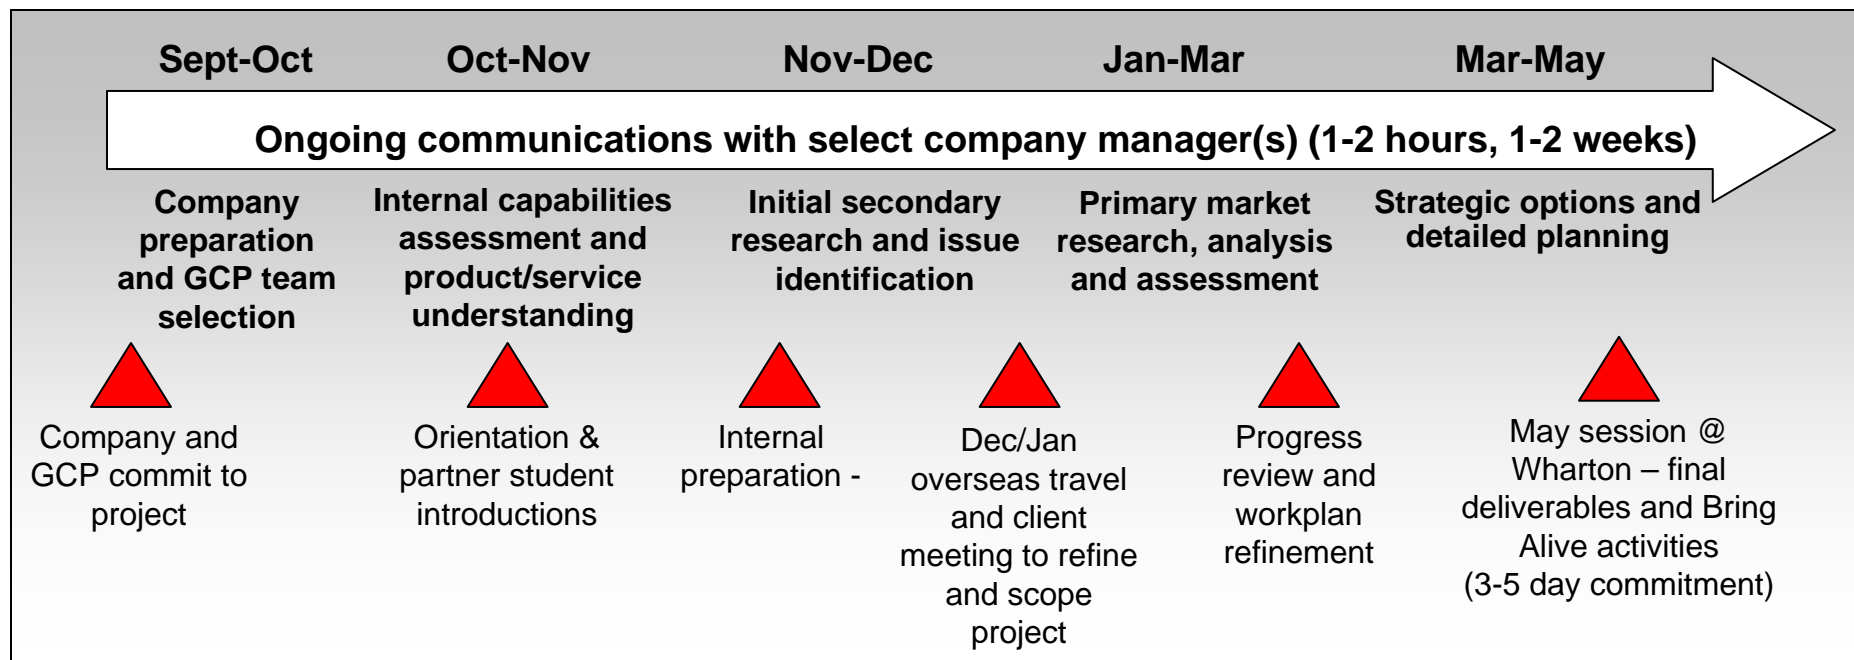 Sept-Oct
Oct-Nov
Nov-Dec
Jan-Mar
Mar-May
Ongoing communications with select company manager(s) (1-2 hours, 1-2 weeks)
Company
preparation
and GCP team
selection
Internal capabilities
assessment and
product/service
understanding
Initial secondary
research and issue
identification
Primary market
research, analysis
and assessment
Strategic options and
detailed planning
Company and
GCP commit to
project
Orientation &
partner student
introductions
Internal
preparation -
Dec/Jan
overseas travel
and client
meeting to refine
and scope
project
Progress
review and
workplan
refinement
May session @
Wharton – final
deliverables and Bring
Alive activities
(3-5 day commitment)